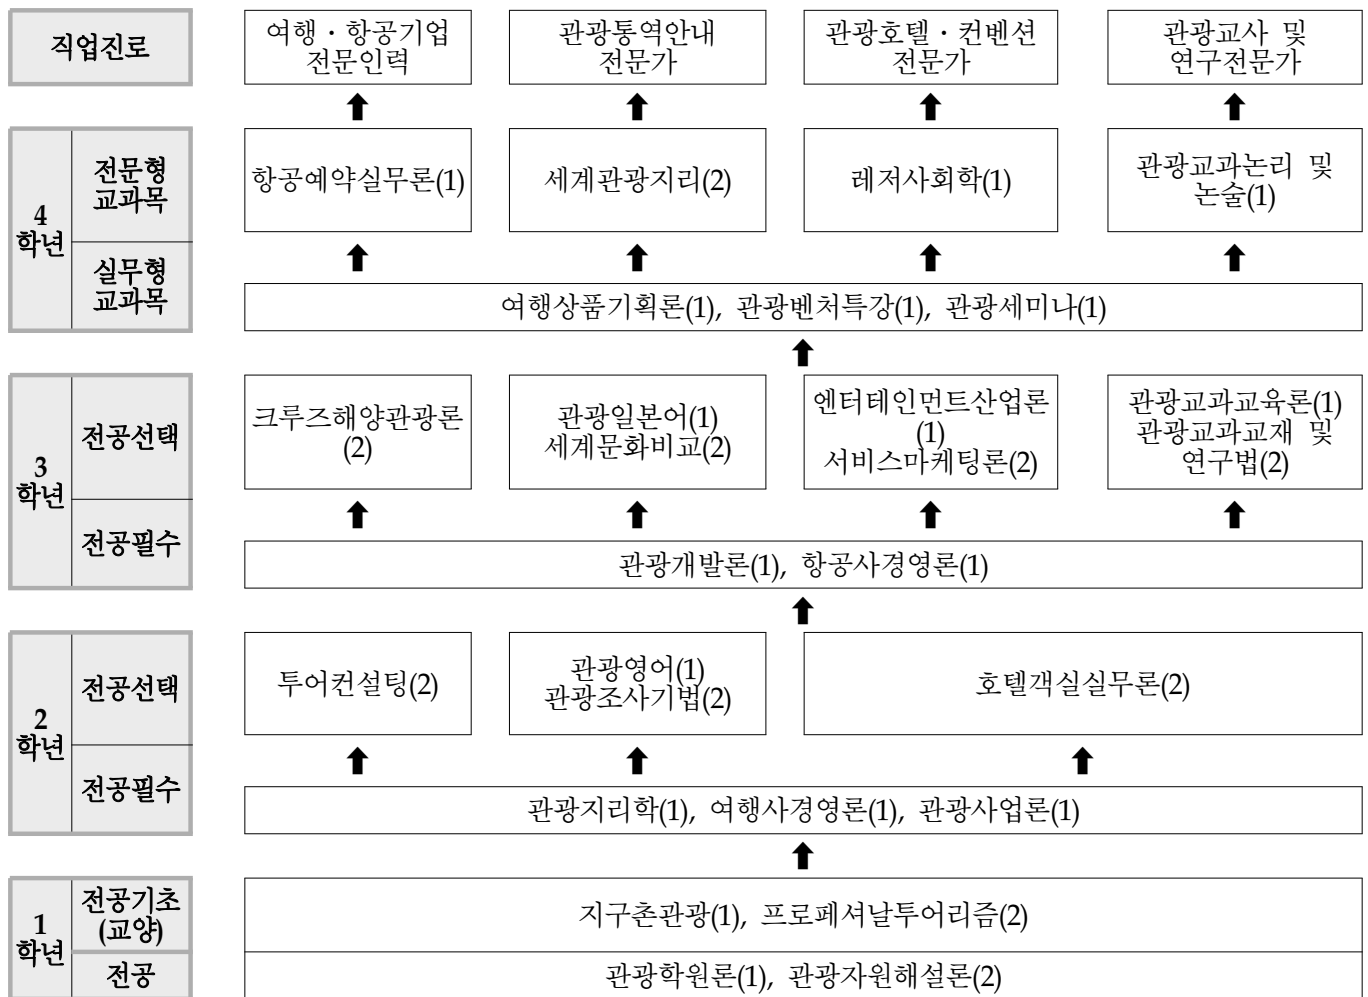 직업진로
여행·항공기업
전문인력
관광통역안내
전문가
관광호텔·컨벤션
전문가
관광교사 및
연구전문가
4
학년
전문형
교과목
항공예약실무론(1)
세계관광지리(2)
레저사회학(1)
관광교과논리 및
논술(1)
실무형
교과목
여행상품기획론(1), 관광벤처특강(1), 관광세미나(1)
3
학년
전공선택
크루즈해양관광론
(2)
관광일본어(1)
세계문화비교(2)
엔터테인먼트산업론
(1)
서비스마케팅론(2)
관광교과교육론(1)
관광교과교재 및
연구법(2)
전공필수
관광개발론(1), 항공사경영론(1)
2
학년
전공선택
투어컨설팅(2)
관광영어(1)
관광조사기법(2)
호텔객실실무론(2)
전공필수
관광지리학(1), 여행사경영론(1), 관광사업론(1)
1
학년
전공기초
(교양)
지구촌관광(1), 프로페셔날투어리즘(2)
전공
관광학원론(1), 관광자원해설론(2)